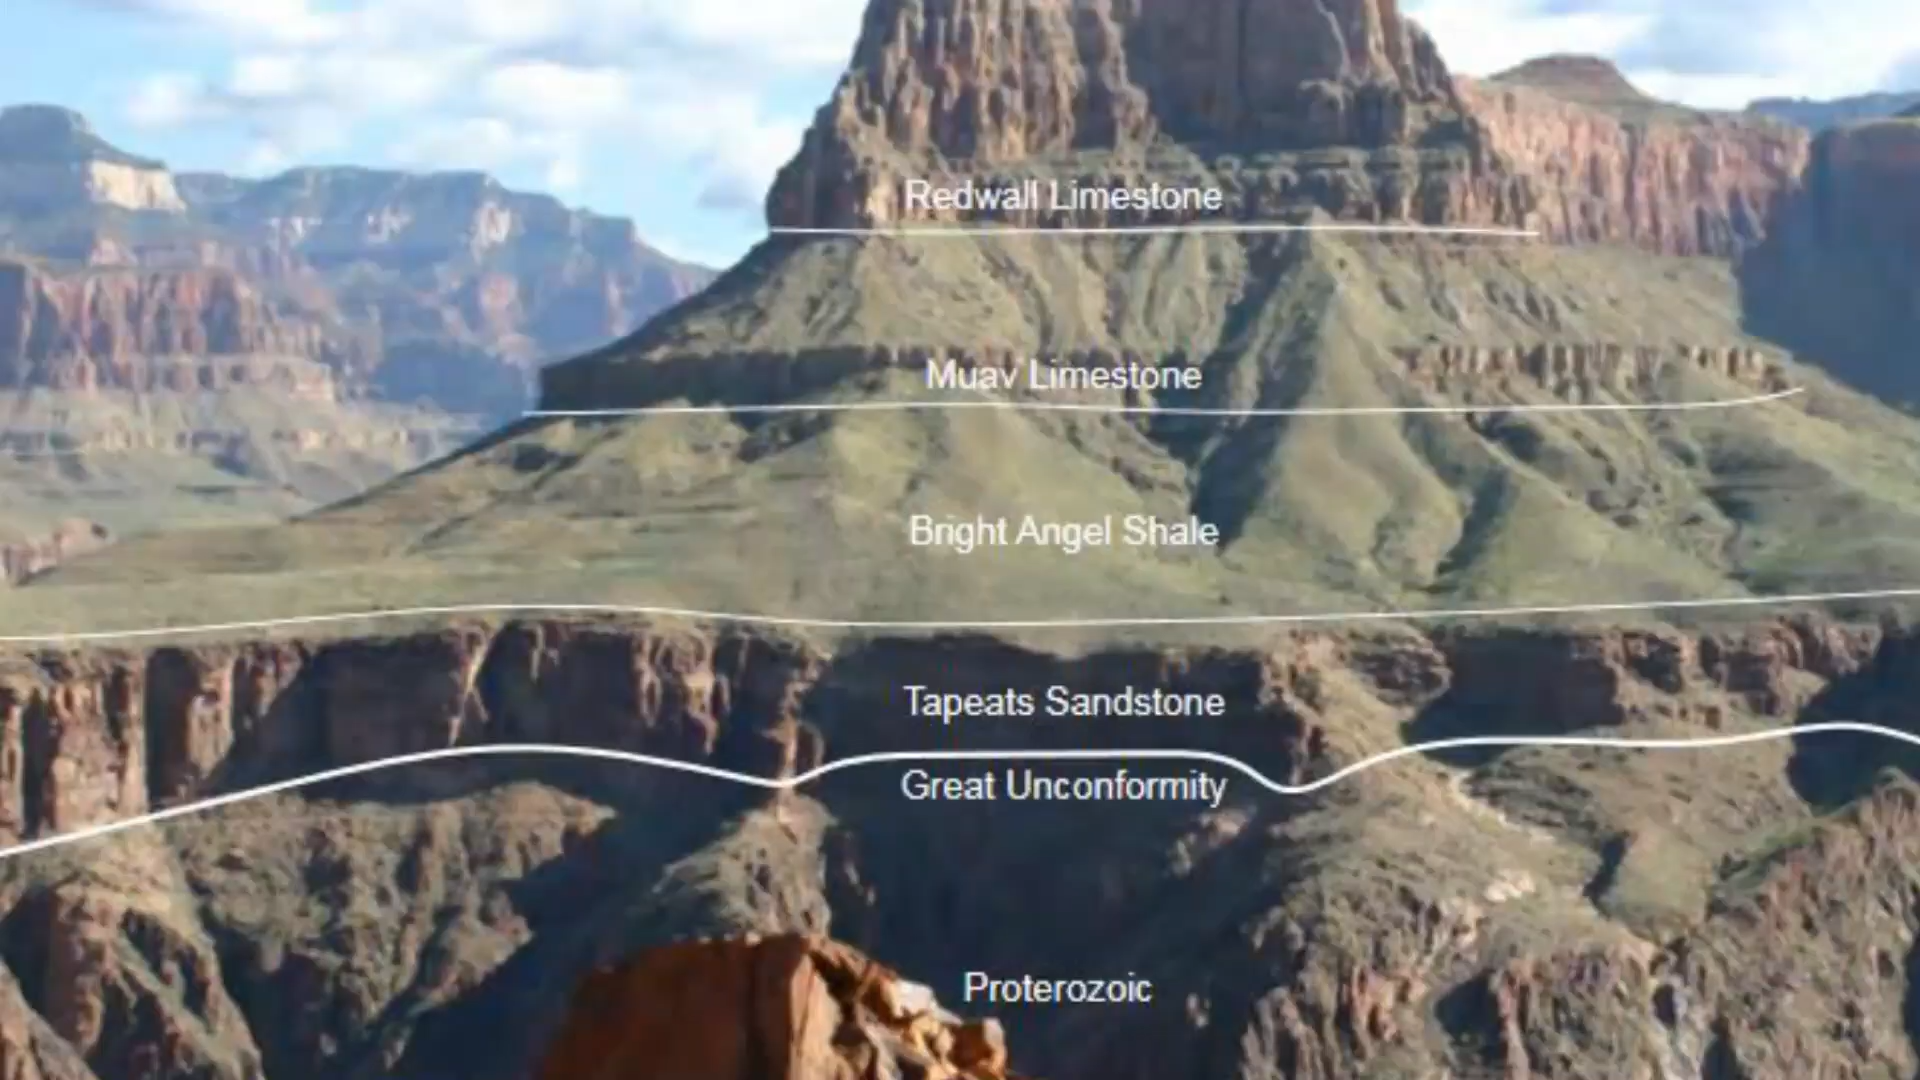 Redwall Limestone
Muav Limestone
Bright Angel Shale
Tapeats Sandstone
Great Unconformity
Proterozoic